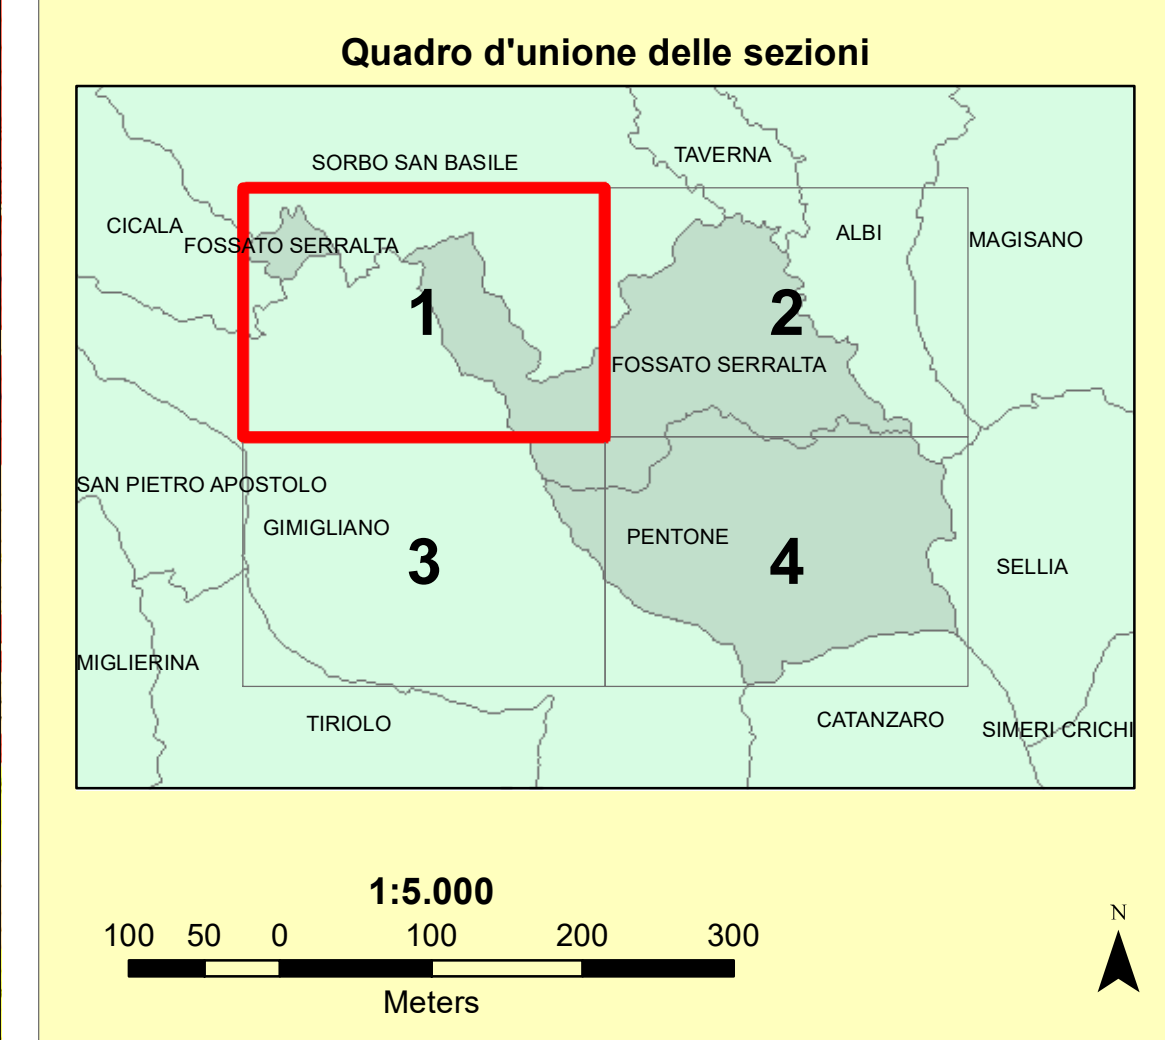 Quadro d'unione delle sezioni
SORBO SAN BASILE
TAVERNA
CICALA
FOSSATO SERRALTA
ALBI
MAGISANO
1
2
FOSSATO SERRALTA
SAN PIETRO APOSTOLO
GIMIGLIANO
PENTONE
3
4
SELLIA
MIGLIERINA
TIRIOLO
CATANZARO
SIMERI CRICHI
1:5.000
100 50 0 100 200 300
Meters
N